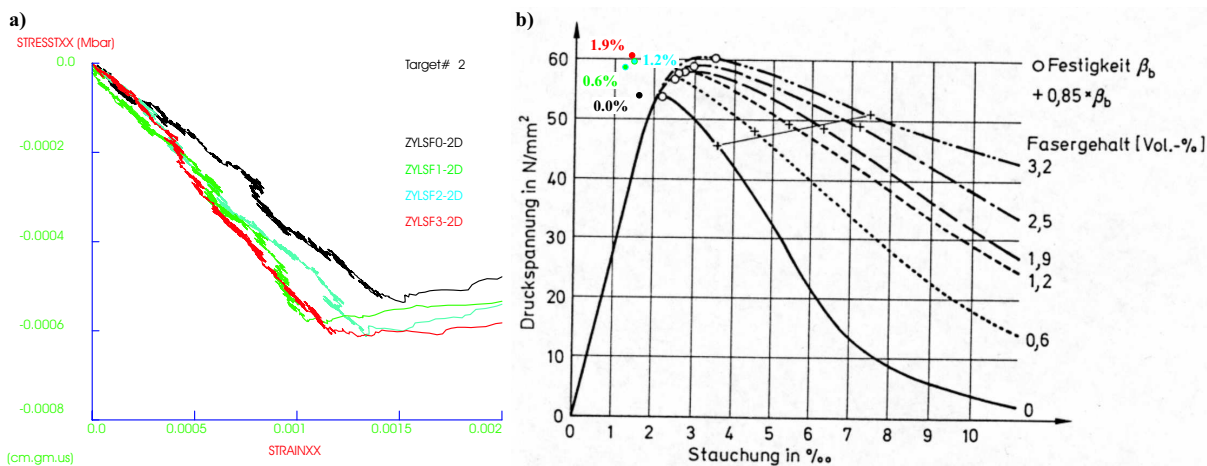 a)
STRESSTXX (Mbar)
0.0
-0.0002
-0.0004
-0.0006
-0.0008
0.0
0.0005
0.001
0.0015
0.002
STRAINXX
(cm.gm.us)
Target# 2
ZYLSF0-2D
ZYLSF1-2D
ZYLSF2-2D
ZYLSF3-2D
b)
1.9%
1.2%
0.6%
0.0%
Druckspannung in N/mm²
60
50
40
30
20
10
0
0 1 2 3 4 5 6 7 8 9 10
Stauchung in ‰
○ Festigkeit βb
+ 0,85*βb
Fasergehalt [Vol.-%]
3,2
2,5
1,9
1,2
0,6
0